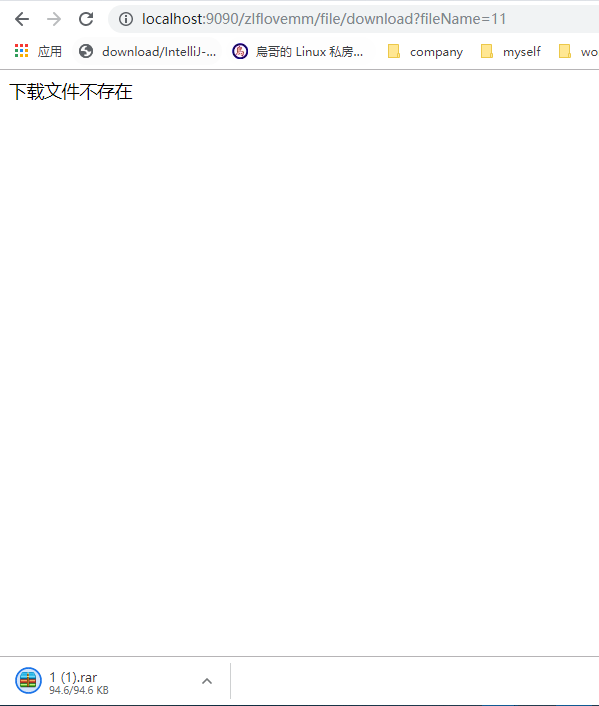 localhost:9090/zlflovemm/file/download?fileName=11
应用 download/IntelliJ-... 鳥哥的 Linux 私房... company myself wo
下载文件不存在
1 (1).rar
94.6/94.6 KB